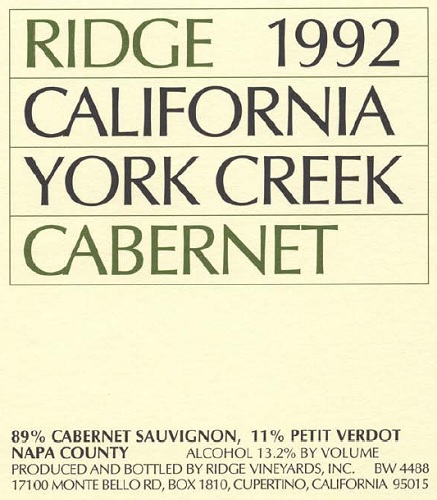 RIDGE 1992
CALIFORNIA
YORK CREEK
CABERNET
89% CABERNET SAUVIGNON, 11% PETIT VERDOT
NAPA COUNTY ALCOHOL 13.2% BY VOLUME
PRODUCED AND BOTTLED BY RIDGE VINEYARDS, INC. BW 4488
17100 MONTE BELLO RD, BOX 1810, CUPERTINO, CALIFORNIA 95015